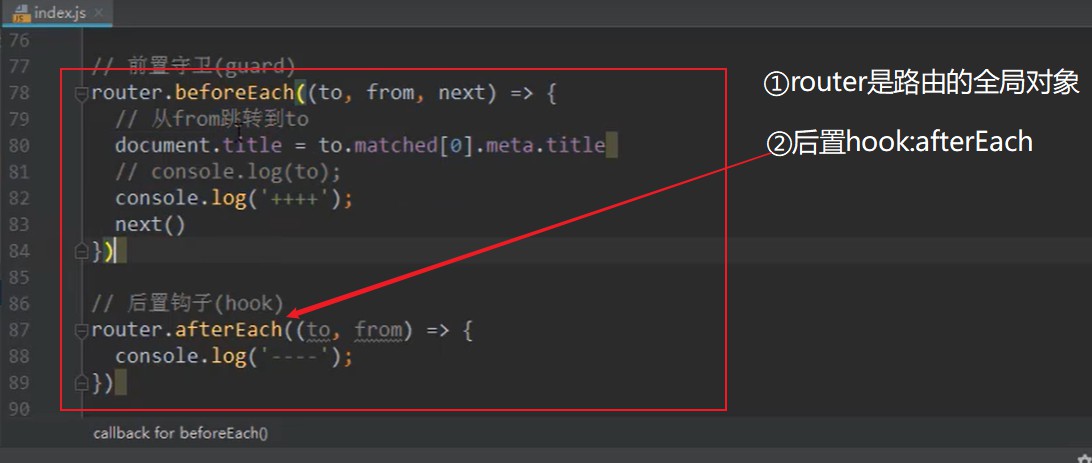 index.js
76
77 // 前置守卫(guard)
78 router.beforeEach((to, from, next) => {
79 // 从from跳转到to
80 document.title = to.matched[0].meta.title
81 // console.log(to);
82 console.log('++++');
83 next()
84 })
85
86 // 后置钩子(hook)
87 router.afterEach((to, from) => {
88 console.log('----');
89 })
90
callback for beforeEach()
①router是路由的全局对象
②后置hook:afterEach